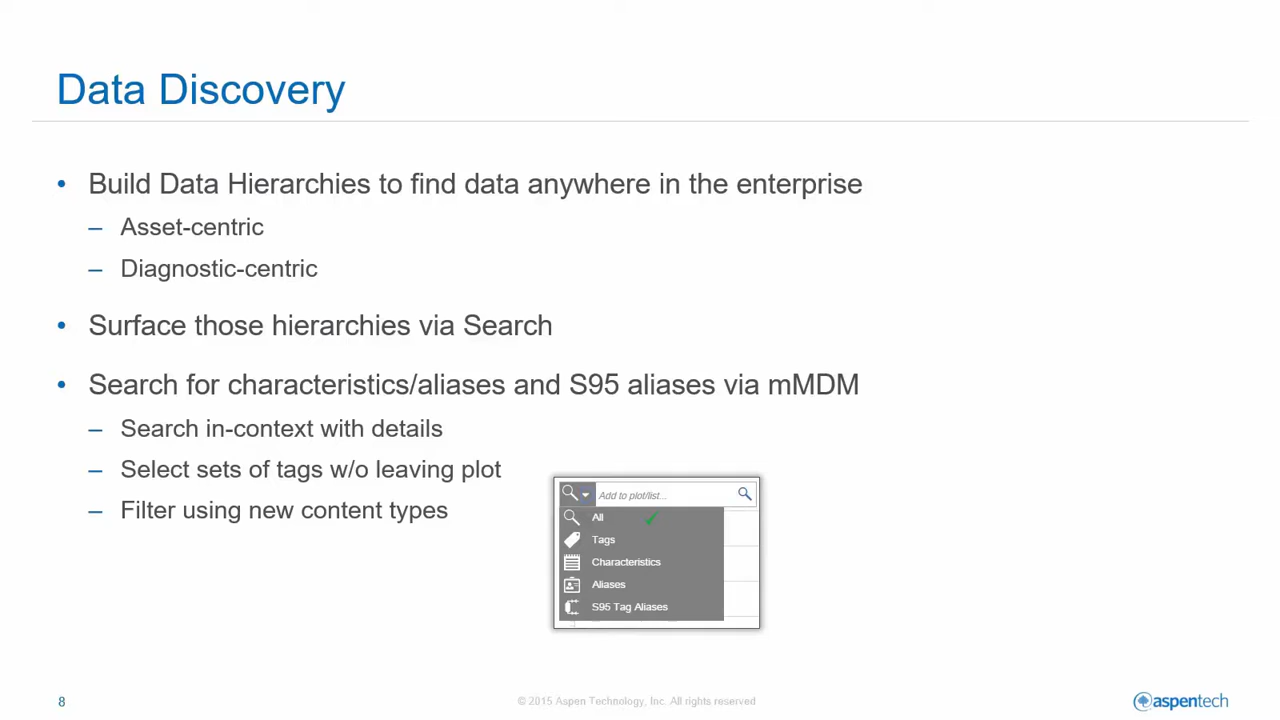 Data Discovery
• Build Data Hierarchies to find data anywhere in the enterprise
– Asset-centric
– Diagnostic-centric
• Surface those hierarchies via Search
• Search for characteristics/aliases and S95 aliases via mMDM
– Search in-context with details
– Select sets of tags w/o leaving plot
– Filter using new content types
Add to plot/list...
All
Tags
Characteristics
Aliases
S95 Tag Aliases
8
© 2015 Aspen Technology, Inc. All rights reserved
aspentech